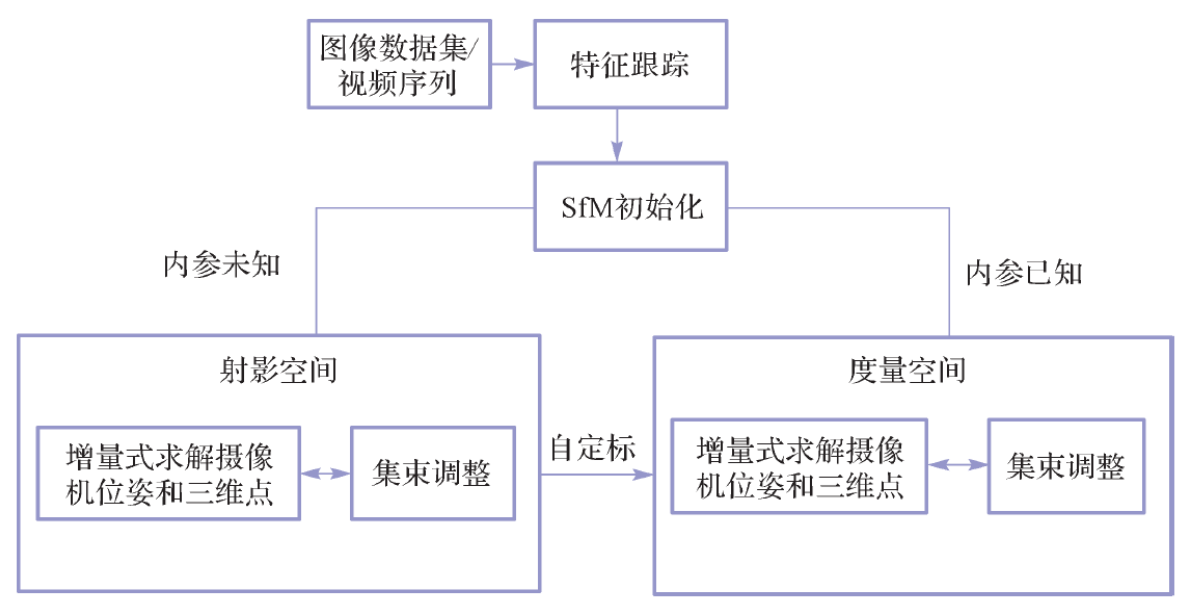 图像数据集/
视频序列
特征跟踪
SfM初始化
内参未知
内参已知
射影空间
增量式求解摄像
机位姿和三维点
集束调整
自定标
度量空间
增量式求解摄像
机位姿和三维点
集束调整